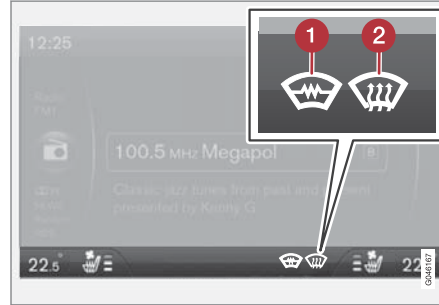 12:25
1 2
Radio
FM1
100.5 MHz Megapol
Classic jazz tunes from past and present
presented by Kenny G
22.5°
22
G046167